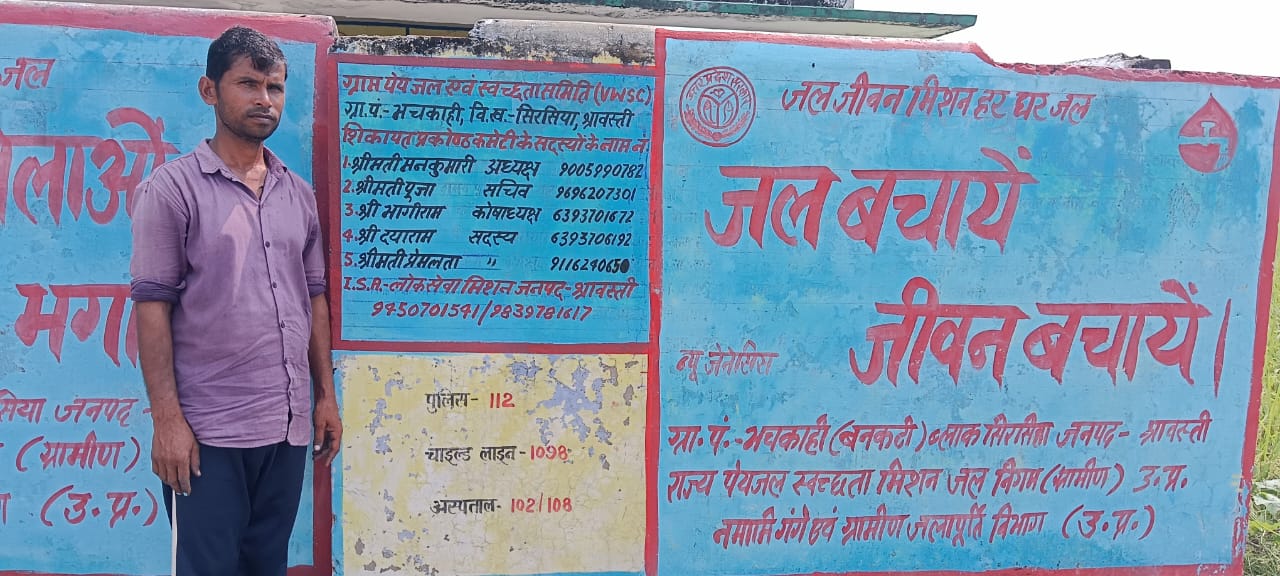 जल
मगा
सिया जनपद-
(ग्रामीण)
(उ.प्र.)
ग्राम पेयजल एवं स्वच्छता समिति (VWSC)
ग्रा.पं:- भचकाही, वि.ख.- सिरसिया, श्रावस्ती
शिकायत प्रकोष्ठ कमेटी के सदस्यों के नाम नं
1. श्रीमती मनकुमारी अध्यक्ष 9005990782
2. श्रीमती पूजा सचिव 9696207301
3. श्री भागीराम कोषाध्यक्ष 6393701672
4. श्री दयाराम सदस्य 6393706192
5. श्रीमती प्रेमलता " 9116240650
I.S.A.- लोक सेवा मिशन जनपद- श्रावस्ती
9450701541/9839781617
पुलिय- 112
चाइल्ड लाइन- 1098
अस्पताल- 102/108
जल जीवन मिशन हर घर जल
जल बचायें
जीवन बचायें।
न्यू जेनेसिस
ग्रा. पं:- भचकाही (बनकटी) ब्लाक सिरसिया जनपद- श्रावस्ती
राज्य पेयजल स्वच्छता मिशन जल निगम (ग्रामीण) उ.प्र.
नमामि गंगे एवं ग्रामीण जलापूर्ति विभाग (उ.प्र.)